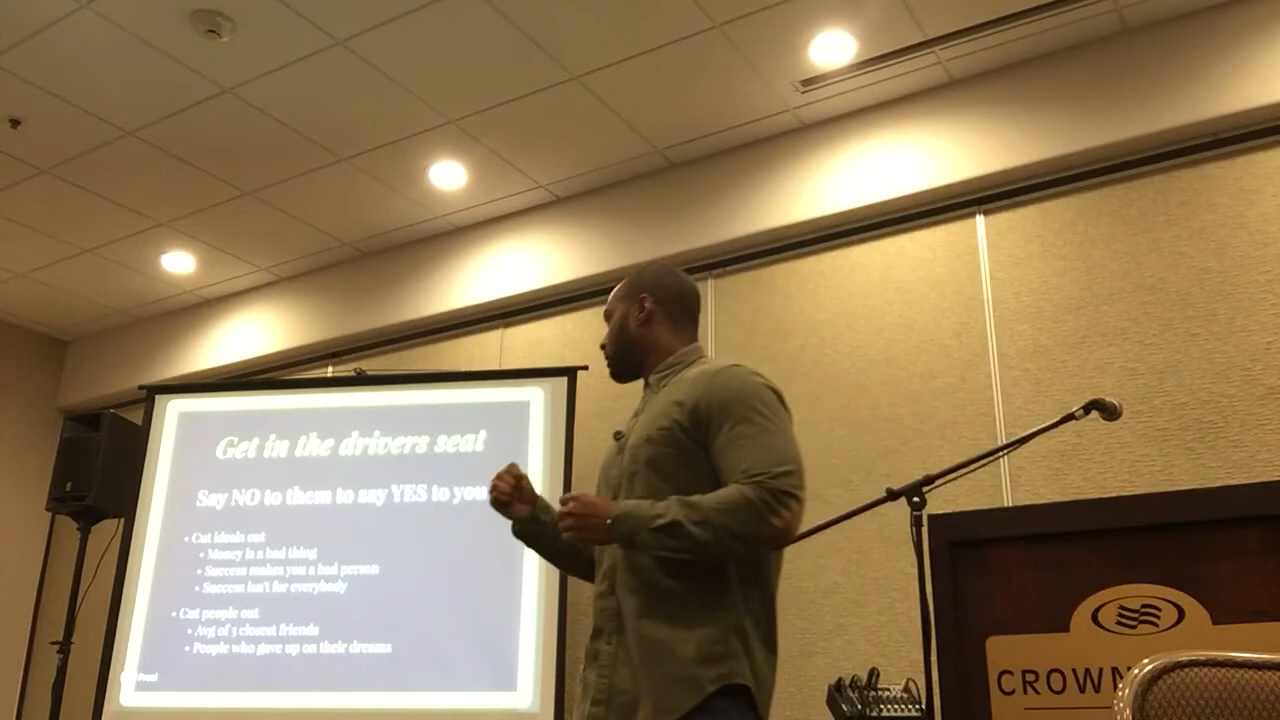 Get in the drivers seat
Say NO to them to say YES to you
• Cut ideals out
• Money is a bad thing
• Success makes you a bad person
• Success isn't for everybody
• Cut people out
• Avg of 5 closest friends
• People who gave up on their dreams
CROWN